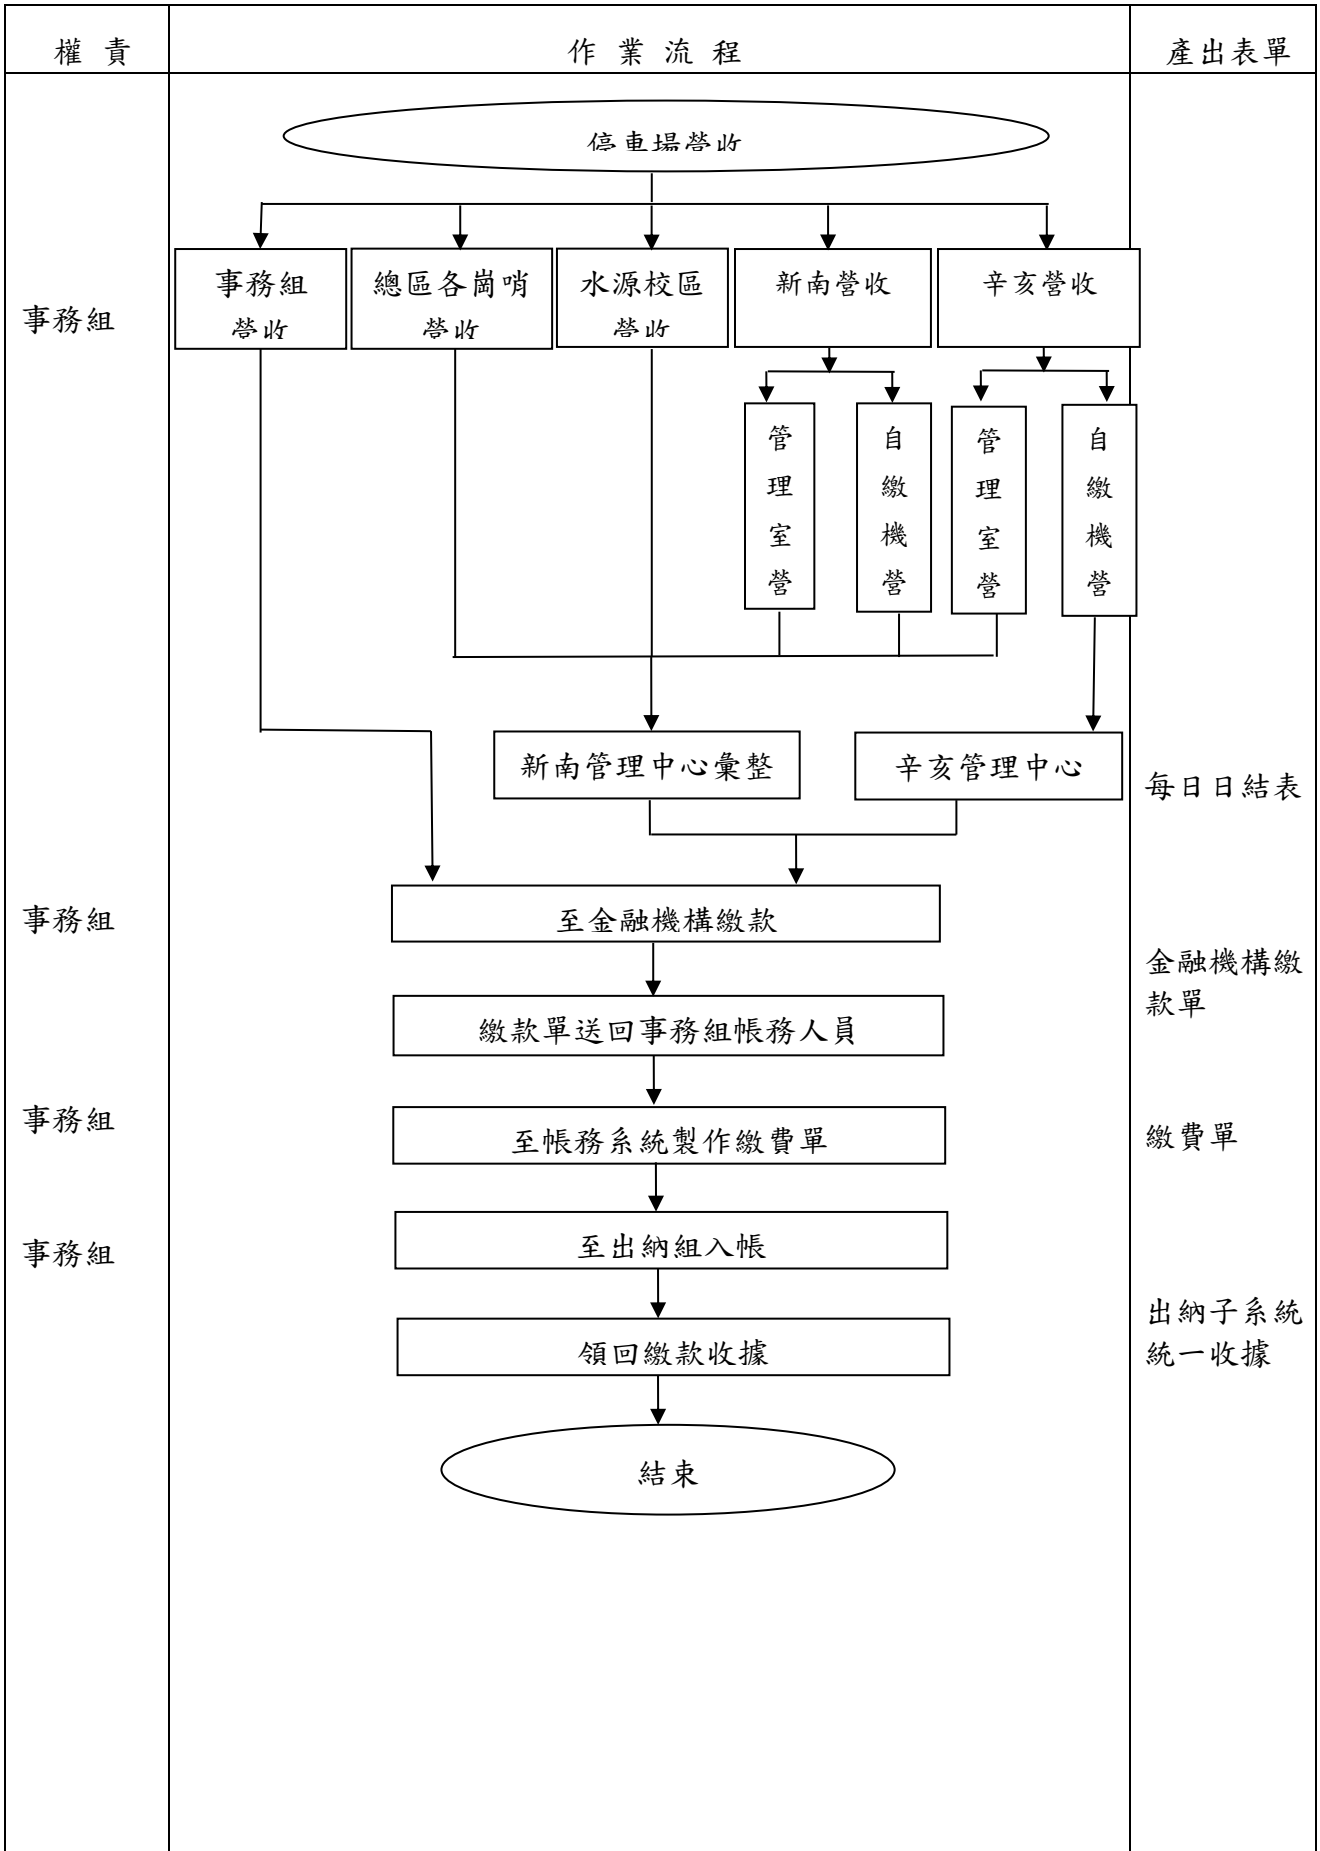 權 責
作 業 流 程
產出表單
停車場營收
事務組
事務組
營收
總區各崗哨
營收
水源校區
營收
新南營收
辛亥營收
管
理
室
營
自
繳
機
營
管
理
室
營
自
繳
機
營
新南管理中心彙整
辛亥管理中心
每日日結表
事務組
至金融機構繳款
金融機構繳
款單
繳款單送回事務組帳務人員
事務組
至帳務系統製作繳費單
繳費單
事務組
至出納組入帳
出納子系統
統一收據
領回繳款收據
結束